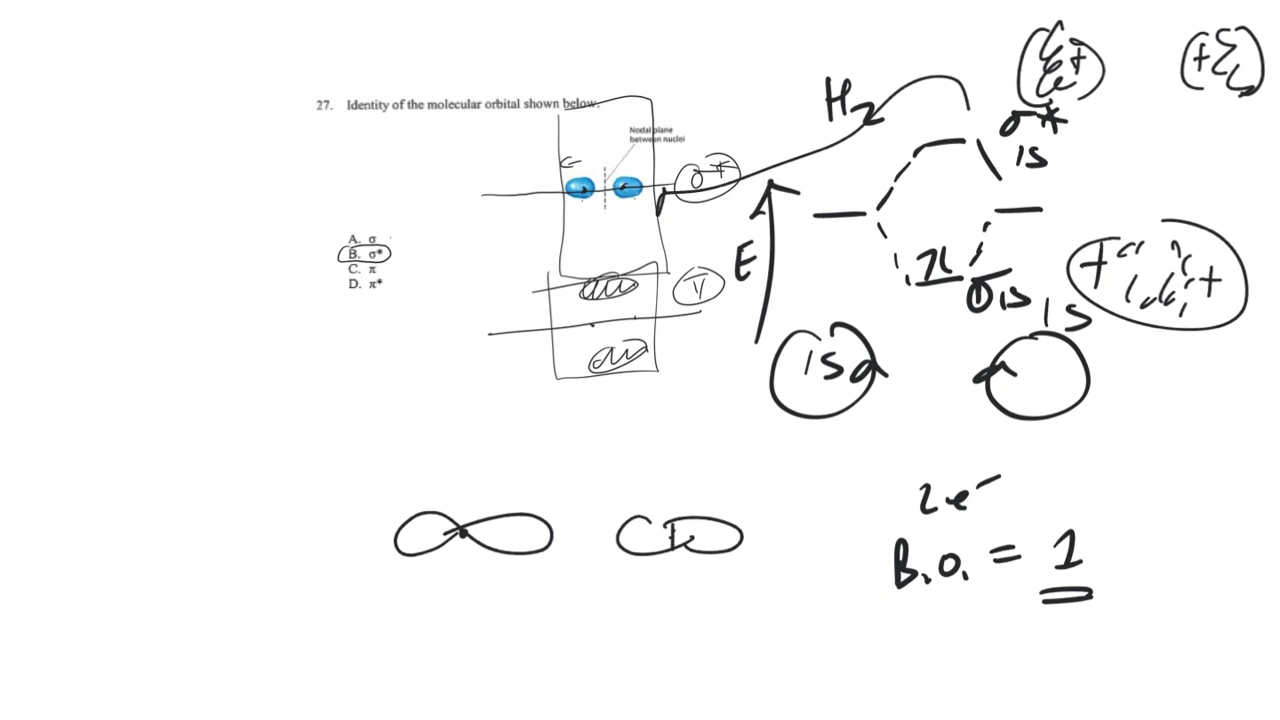 27. Identity of the molecular orbital shown below.
Nodal plane
between nuclei
A. σ
B. σ*
C. π
D. π*
σ*
π
H2
σ*
1s
E
1L
σ1s
1s
1s
+
+
+
+
2e-
B.O. = 1